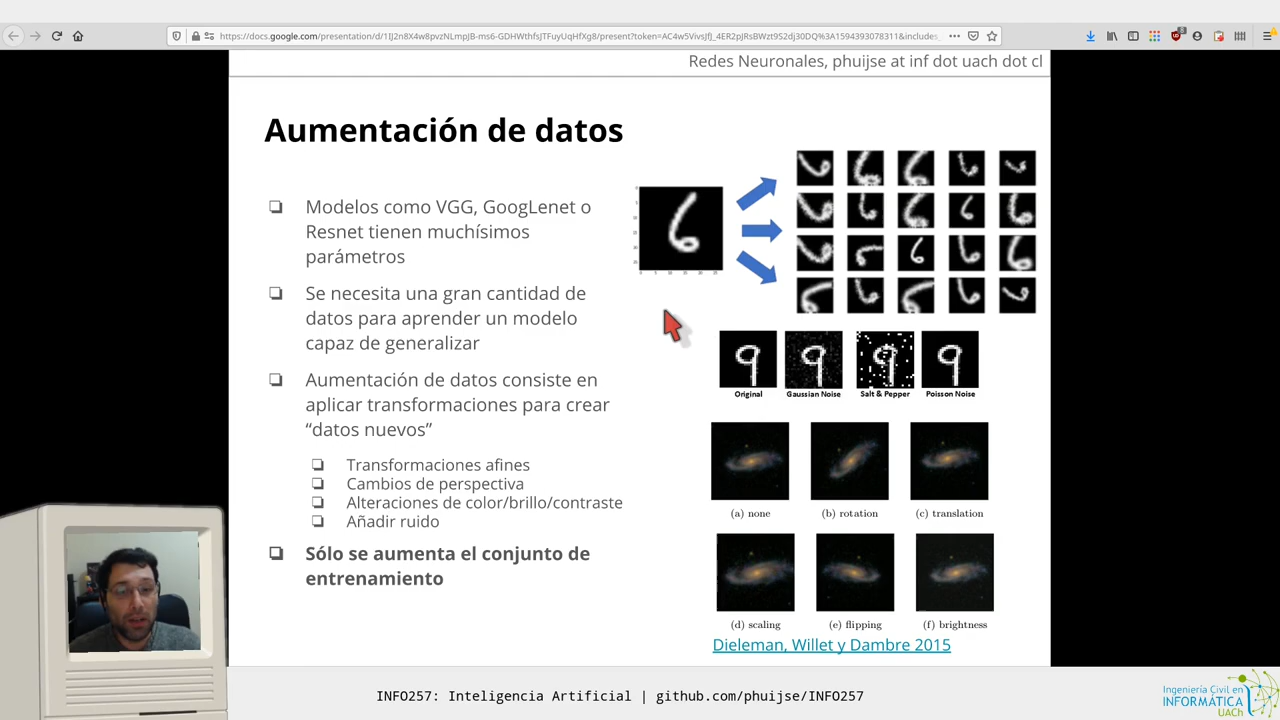 Redes Neuronales, phuijse at inf dot uach dot cl
Aumentación de datos
Modelos como VGG, GoogLenet o
Resnet tienen muchísimos
parámetros
Se necesita una gran cantidad de
datos para aprender un modelo
capaz de generalizar
Aumentación de datos consiste en
aplicar transformaciones para crear
“datos nuevos”
Transformaciones afines
Cambios de perspectiva
Alteraciones de color/brillo/contraste
Añadir ruido
Sólo se aumenta el conjunto de
entrenamiento
Original Gaussian Noise Salt & Pepper Poisson Noise
(a) none (b) rotation (c) translation
(d) scaling (e) flipping (f) brightness
Dieleman, Willet y Dambre 2015
INFO257: Inteligencia Artificial | github.com/phuijse/INFO257
Ingeniería Civil en
INFORMÁTICA
UACh